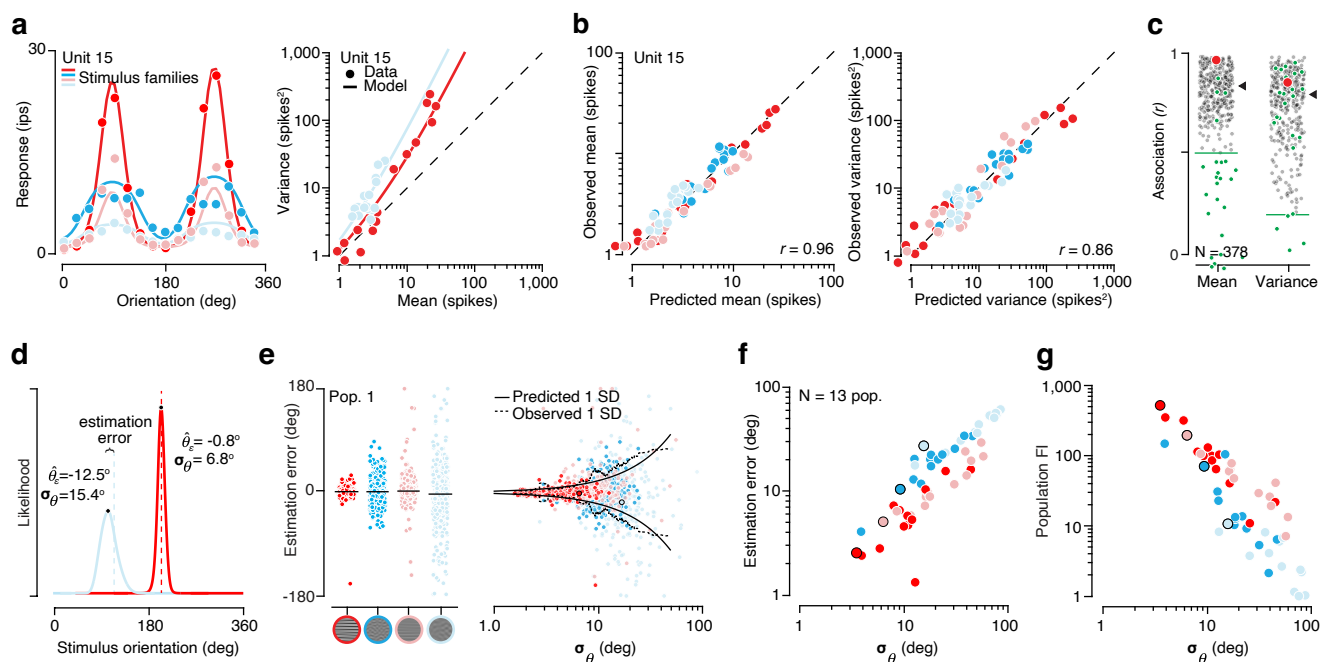 a
Unit 15
Stimulus families
30
0
Response (ips)
0 180 360
Orientation (deg)
Unit 15
Data
Model
1,000
100
10
1
Variance (spikes²)
1 10 100 1,000
Mean (spikes)
b
Unit 15
100
10
1
Observed mean (spikes)
r = 0.96
1 10 100
Predicted mean (spikes)
1,000
100
10
1
Observed variance (spikes²)
r = 0.86
1 10 100 1,000
Predicted variance (spikes²)
c
1
0
Association (r)
N = 378
Mean Variance
d
Likelihood
estimation
error
θ̂ε= -0.8°
σθ= 6.8°
θ̂ε=-12.5°
σθ=15.4°
0 180 360
Stimulus orientation (deg)
e
Pop. 1
180
0
-180
Estimation error (deg)
Predicted 1 SD
Observed 1 SD
1.0 10 100
σθ (deg)
f
N = 13 pop.
100
10
1
Estimation error (deg)
1 10 100
σθ (deg)
g
1,000
100
10
1
Population FI
1 10 100
σθ (deg)